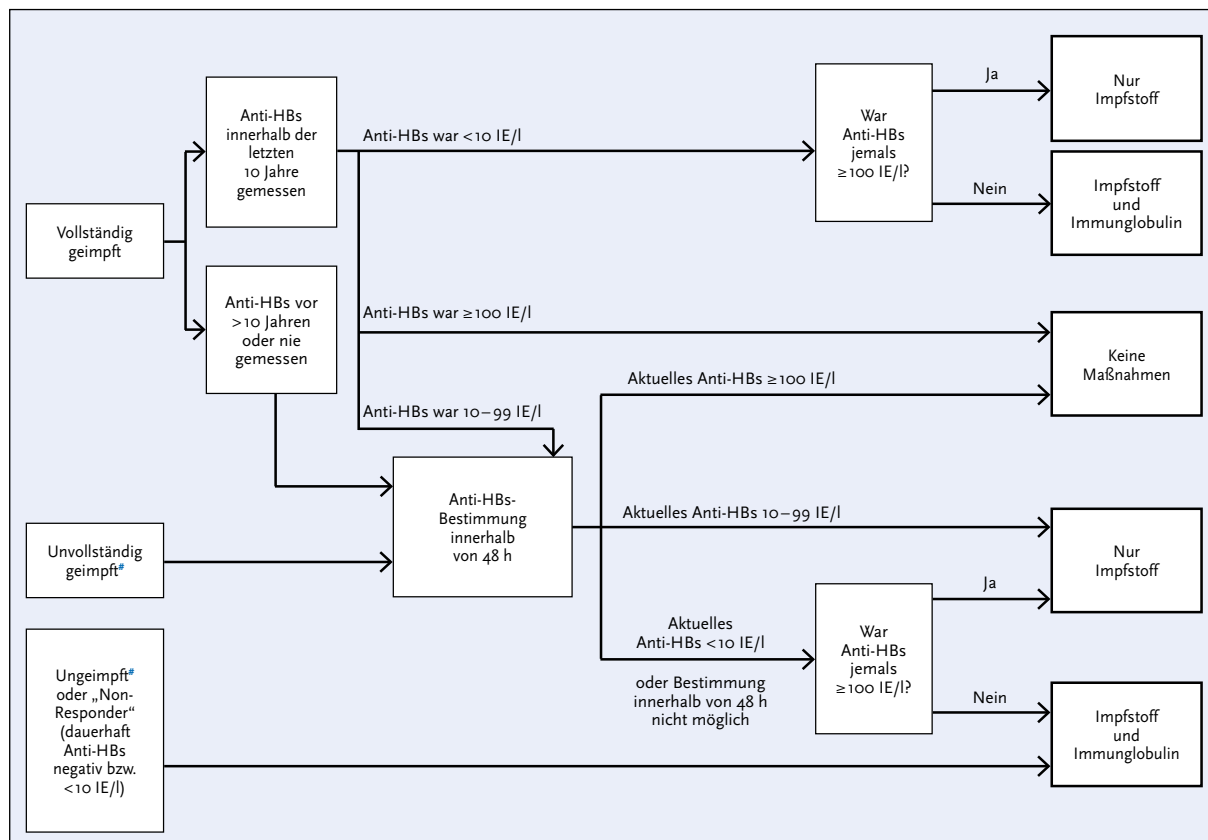 Anti-HBs
innerhalb der
letzten
10 Jahre
gemessen
Anti-HBs war <10 IE/l
War
Anti-HBs
jemals
≥100 IE/l?
Ja
Nur
Impfstoff
Nein
Impfstoff
und
Immunglobulin
Vollständig
geimpft
Anti-HBs vor
>10 Jahren
oder nie
gemessen
Anti-HBs war ≥100 IE/l
Keine
Maßnahmen
Aktuelles Anti-HBs ≥100 IE/l
Anti-HBs war 10–99 IE/l
Anti-HBs-
Bestimmung
innerhalb
von 48 h
Aktuelles Anti-HBs 10–99 IE/l
Nur
Impfstoff
Unvollständig
geimpft#
Aktuelles
Anti-HBs <10 IE/l
oder Bestimmung
innerhalb von 48 h
nicht möglich
War
Anti-HBs
jemals
≥100 IE/l?
Ja
Nein
Ungeimpft#
oder „Non-
Responder“
(dauerhaft
Anti-HBs
negativ bzw.
<10 IE/l)
Impfstoff
und
Immunglobulin